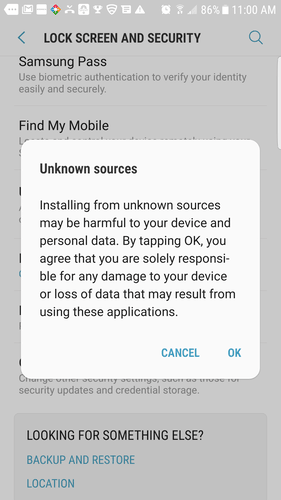 86% 11:00 AM
LOCK SCREEN AND SECURITY
Samsung Pass
Use biometric authentication to verify your identity
easily and securely.
Find My Mobile
Unknown sources
Installing from unknown sources
may be harmful to your device and
personal data. By tapping OK, you
agree that you are solely responsi-
ble for any damage to your device
or loss of data that may result from
using these applications.
CANCEL OK
Change other security settings, such as those for
security updates and credential storage.
LOOKING FOR SOMETHING ELSE?
BACKUP AND RESTORE
LOCATION